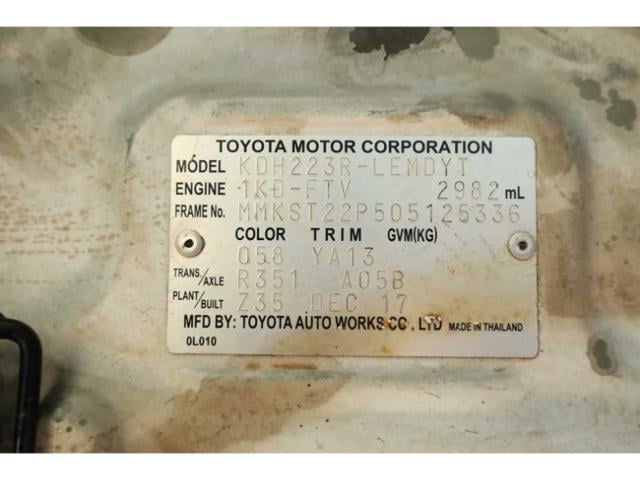 TOYOTA MOTOR CORPORATION
MODEL KDH223R-LEMDYT
ENGINE 1KD-FTV 2982 mL
FRAME No. MMKST22P505125336
COLOR TRIM GVM(KG)
058 YA13
TRANS/AXLE R351 A05B
PLANT/BUILT Z35 DEC 17
MFD BY: TOYOTA AUTO WORKS CO., LTD MADE IN THAILAND
0L010